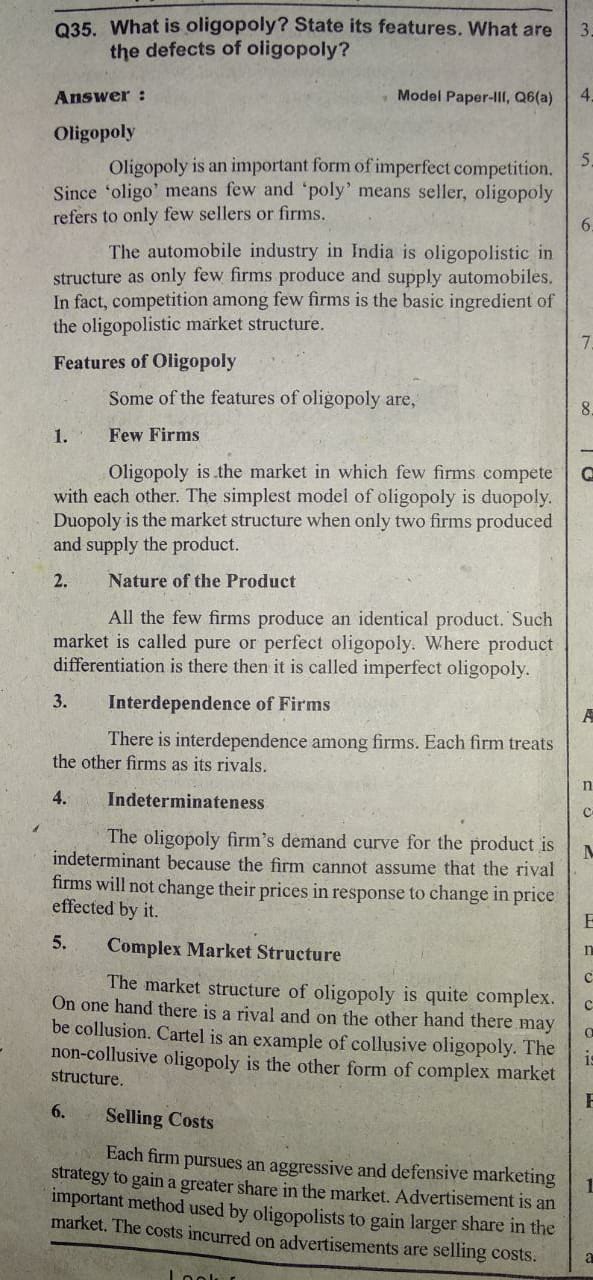 Q35. What is oligopoly? State its features. What are
the defects of oligopoly?
Answer :
Model Paper-III, Q6(a)
Oligopoly
Oligopoly is an important form of imperfect competition.
Since ‘oligo’ means few and ‘poly’ means seller, oligopoly
refers to only few sellers or firms.
The automobile industry in India is oligopolistic in
structure as only few firms produce and supply automobiles.
In fact, competition among few firms is the basic ingredient of
the oligopolistic market structure.
Features of Oligopoly
Some of the features of oligopoly are,
1. Few Firms
Oligopoly is the market in which few firms compete
with each other. The simplest model of oligopoly is duopoly.
Duopoly is the market structure when only two firms produced
and supply the product.
2. Nature of the Product
All the few firms produce an identical product. Such
market is called pure or perfect oligopoly. Where product
differentiation is there then it is called imperfect oligopoly.
3. Interdependence of Firms
There is interdependence among firms. Each firm treats
the other firms as its rivals.
4. Indeterminateness
The oligopoly firm’s demand curve for the product is
indeterminant because the firm cannot assume that the rival
firms will not change their prices in response to change in price
effected by it.
5. Complex Market Structure
The market structure of oligopoly is quite complex.
On one hand there is a rival and on the other hand there may
be collusion. Cartel is an example of collusive oligopoly. The
non-collusive oligopoly is the other form of complex market
structure.
6. Selling Costs
Each firm pursues an aggressive and defensive marketing
strategy to gain a greater share in the market. Advertisement is an
important method used by oligopolists to gain larger share in the
market. The costs incurred on advertisements are selling costs.
3.
4.
5.
6.
7.
8.
Q